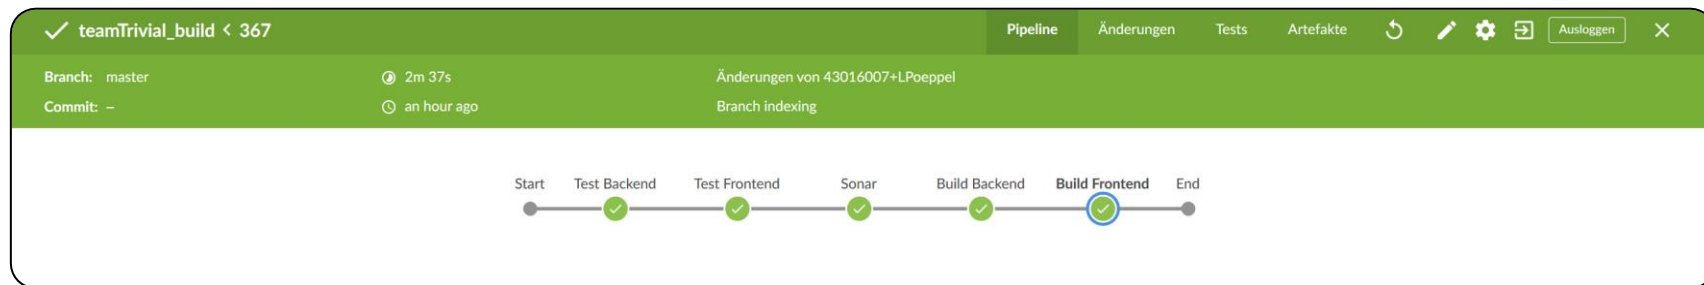 teamTrivial_build < 367
Pipeline Änderungen Tests Artefakte Ausloggen
Branch: master 2m 37s Änderungen von 43016007+LPoeppel
Commit: – an hour ago Branch indexing
Start Test Backend Test Frontend Sonar Build Backend Build Frontend End